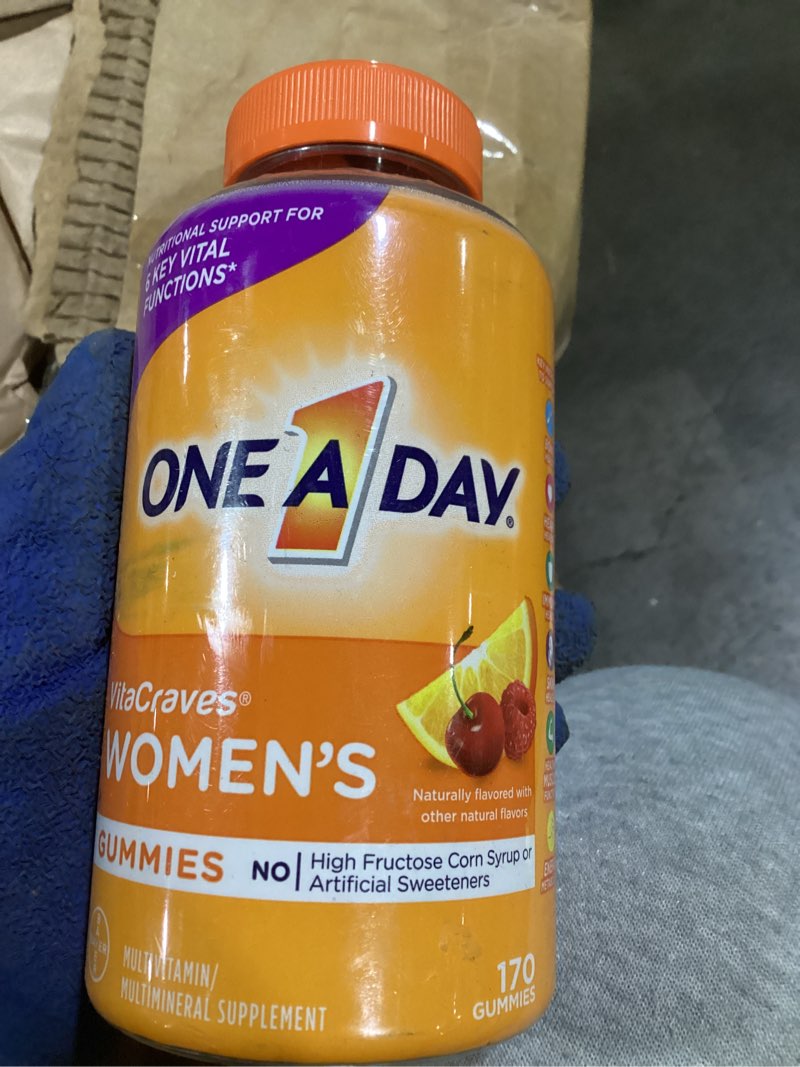 NUTRITIONAL SUPPORT FOR
6 KEY VITAL
FUNCTIONS*
ONE A DAY®
1
VitaCraves®
WOMEN'S
Naturally flavored with
other natural flavors
GUMMIES
NO
High Fructose Corn Syrup or
Artificial Sweeteners
MULTIVITAMIN/
MULTIMINERAL SUPPLEMENT
170
GUMMIES